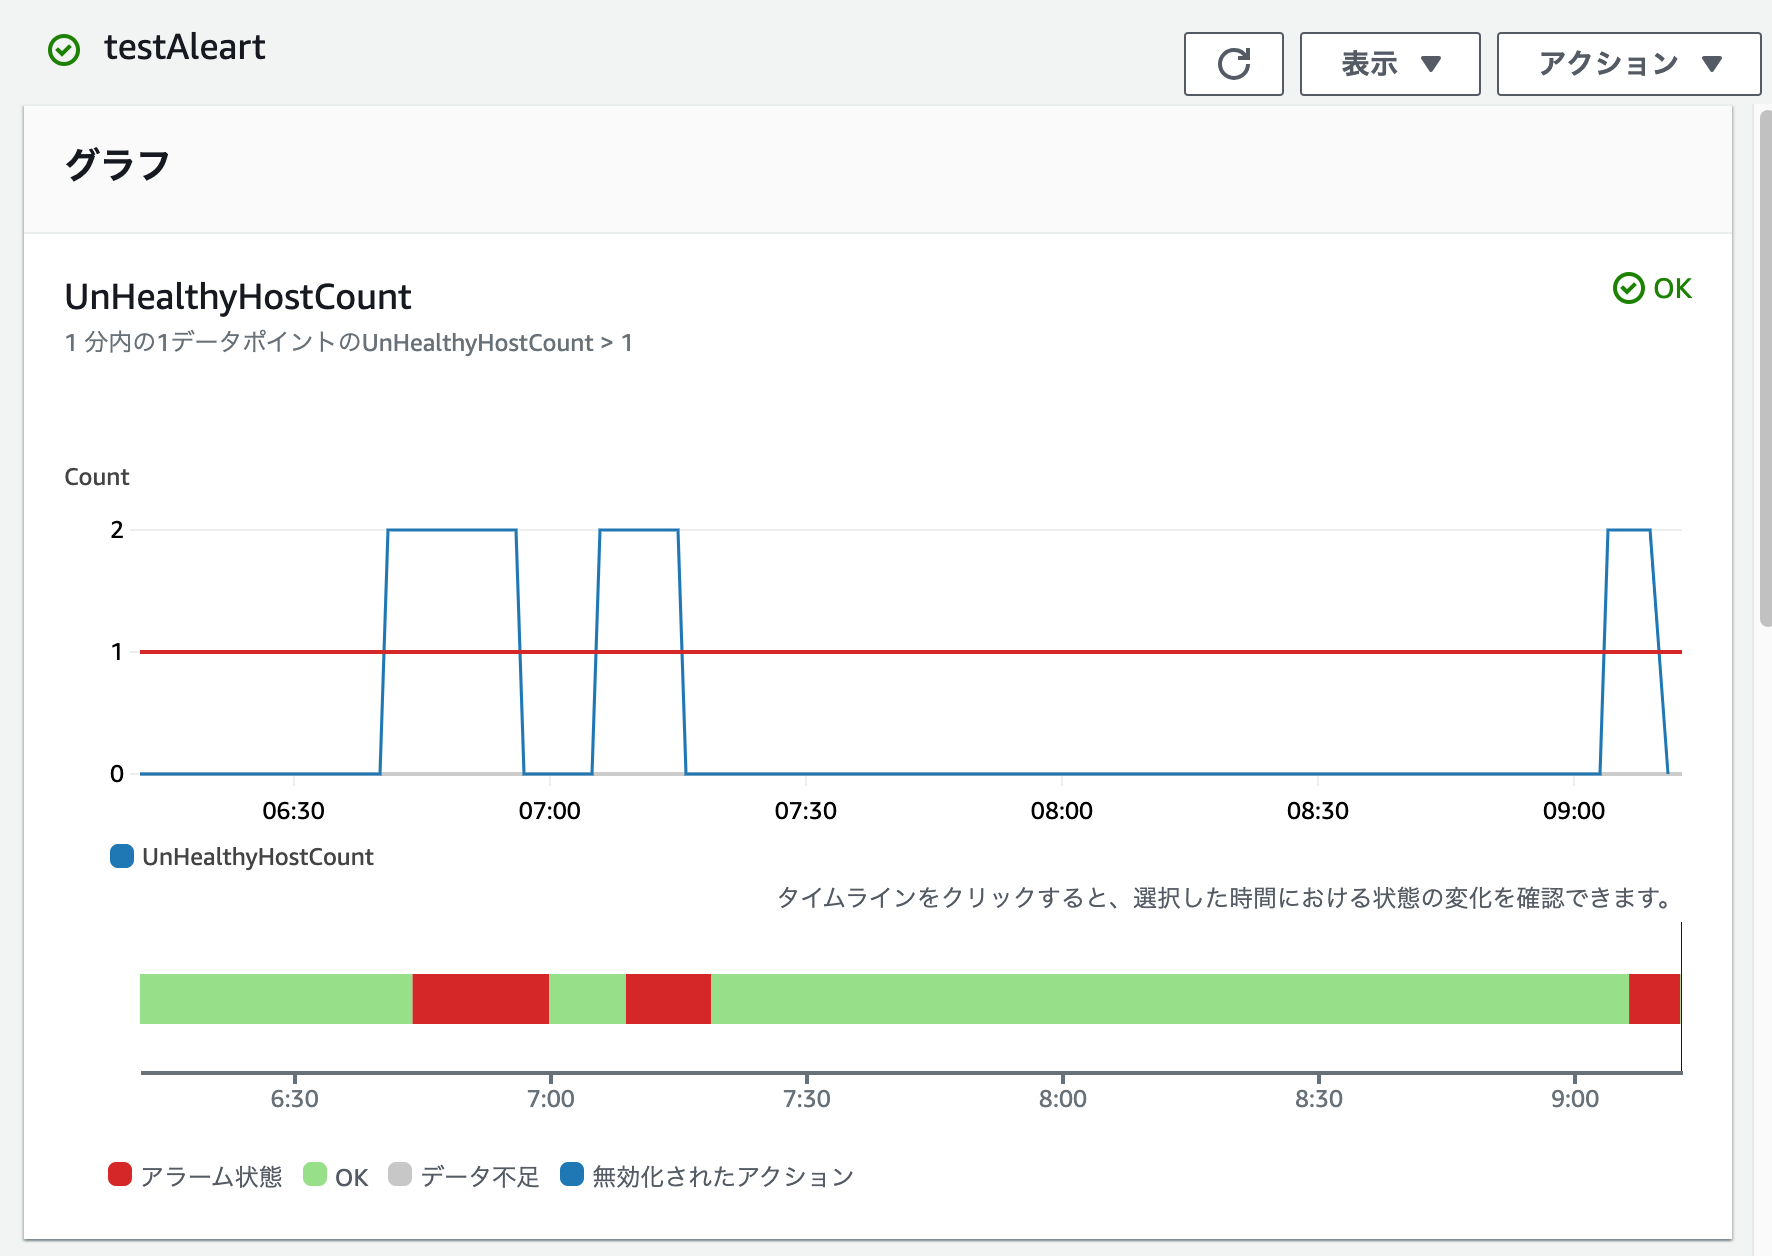 testAleart
表示
アクション
グラフ
UnHealthyHostCount
OK
1 分内の1データポイントのUnHealthyHostCount > 1
Count
2
1
0
06:30 07:00 07:30 08:00 08:30 09:00
UnHealthyHostCount
タイムラインをクリックすると、選択した時間における状態の変化を確認できます。
6:30 7:00 7:30 8:00 8:30 9:00
アラーム状態 OK データ不足 無効化されたアクション